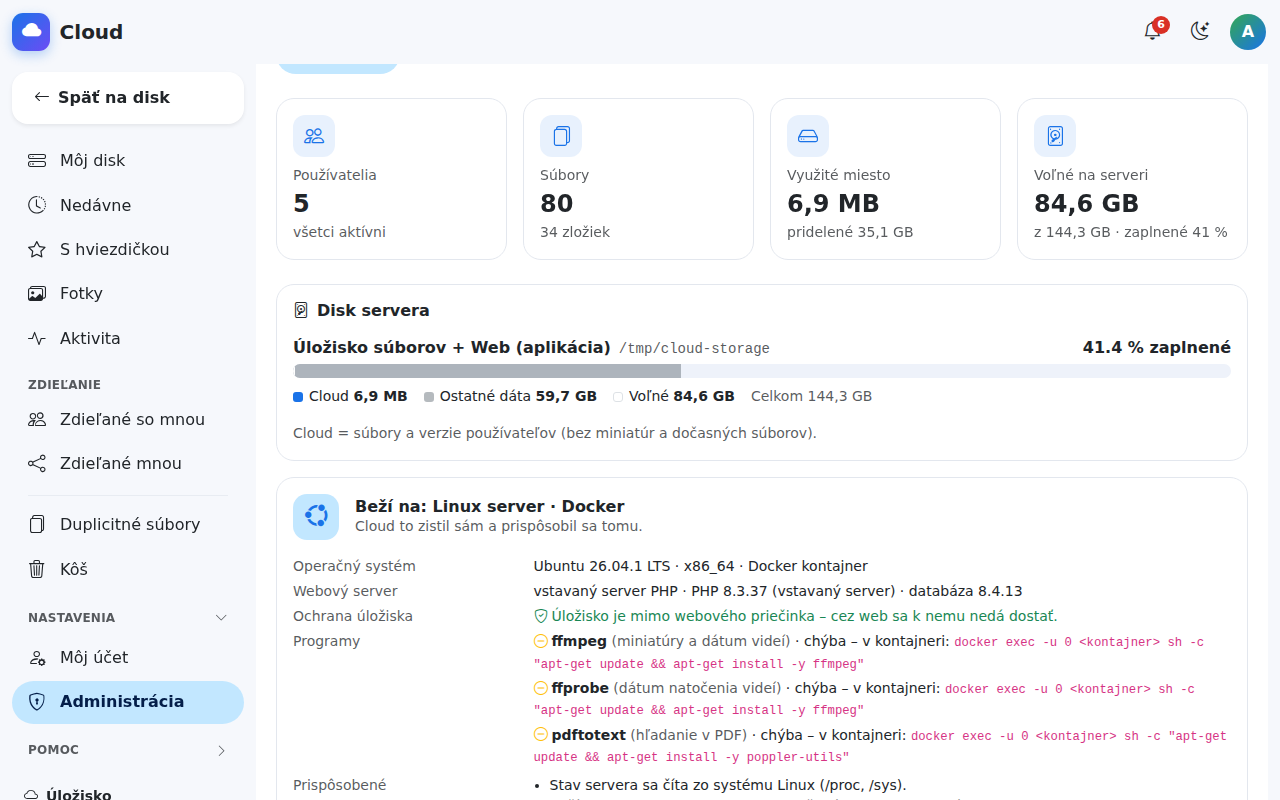 Cloud
6
A
Späť na disk
Môj disk
Nedávne
S hviezdičkou
Fotky
Aktivita
ZDIEĽANIE
Zdieľané so mnou
Zdieľané mnou
Duplicitné súbory
Kôš
NASTAVENIA
Môj účet
Administrácia
POMOC
Úložisko
Používatelia
5
všetci aktívni
Súbory
80
34 zložiek
Využité miesto
6,9 MB
pridelené 35,1 GB
Voľné na serveri
84,6 GB
z 144,3 GB · zaplnené 41 %
Disk servera
Úložisko súborov + Web (aplikácia) /tmp/cloud-storage 41.4 % zaplnené
Cloud 6,9 MB Ostatné dáta 59,7 GB Voľné 84,6 GB Celkom 144,3 GB
Cloud = súbory a verzie používateľov (bez miniatúr a dočasných súborov).
Beží na: Linux server · Docker
Cloud to zistil sám a prispôsobil sa tomu.
Operačný systém Ubuntu 26.04.1 LTS · x86_64 · Docker kontajner
Webový server vstavaný server PHP · PHP 8.3.37 (vstavaný server) · databáza 8.4.13
Ochrana úložiska Úložisko je mimo webového priečinka – cez web sa k nemu nedá dostať.
Programy ffmpeg (miniatúry a dátum videí) · chýba – v kontajneri: docker exec -u 0 <kontajner> sh -c
"apt-get update && apt-get install -y ffmpeg"
ffprobe (dátum natočenia videí) · chýba – v kontajneri: docker exec -u 0 <kontajner> sh -c
"apt-get update && apt-get install -y ffmpeg"
pdftotext (hľadanie v PDF) · chýba – v kontajneri: docker exec -u 0 <kontajner> sh -c "apt-get
update && apt-get install -y poppler-utils"
Prispôsobené • Stav servera sa číta zo systému Linux (/proc, /sys).